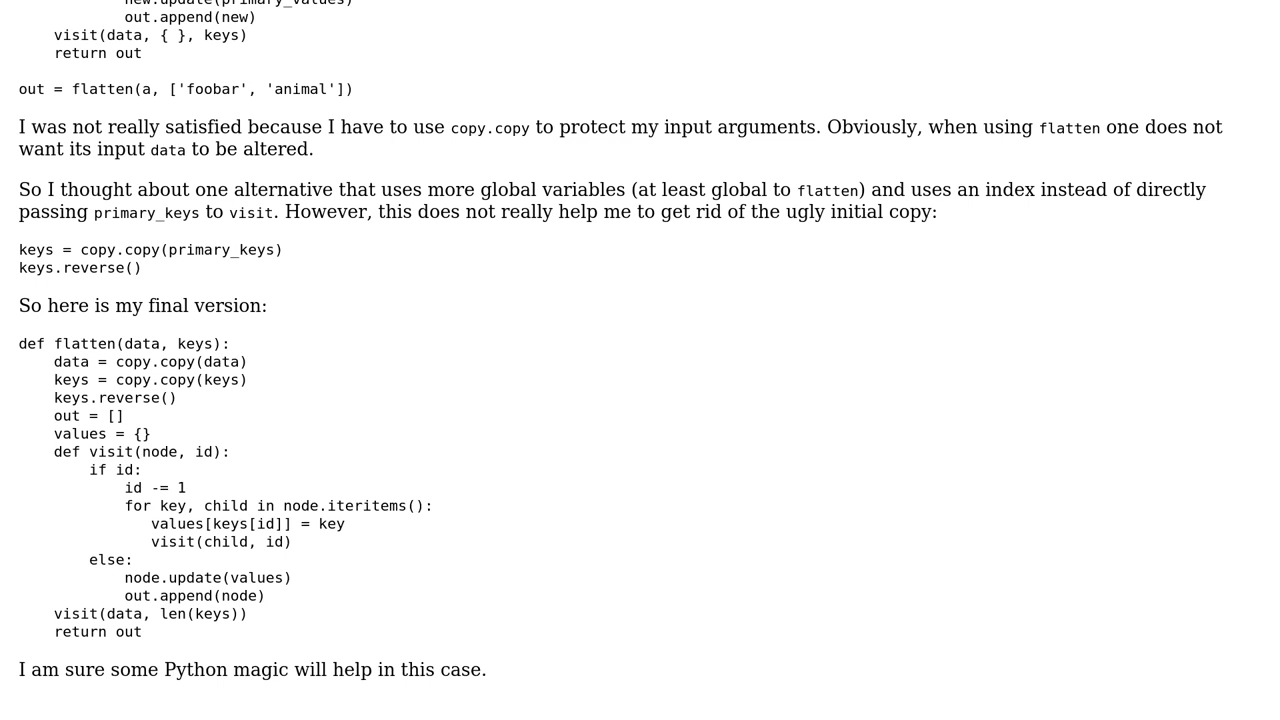 new.update(primary_values)
out.append(new)
visit(data, { }, keys)
return out
out = flatten(a, ['foobar', 'animal'])
I was not really satisfied because I have to use copy.copy to protect my input arguments. Obviously, when using flatten one does not
want its input data to be altered.
So I thought about one alternative that uses more global variables (at least global to flatten) and uses an index instead of directly
passing primary_keys to visit. However, this does not really help me to get rid of the ugly initial copy:
keys = copy.copy(primary_keys)
keys.reverse()
So here is my final version:
def flatten(data, keys):
    data = copy.copy(data)
    keys = copy.copy(keys)
    keys.reverse()
    out = []
    values = {}
    def visit(node, id):
        if id:
            id -= 1
            for key, child in node.iteritems():
               values[keys[id]] = key
               visit(child, id)
        else:
            node.update(values)
            out.append(node)
    visit(data, len(keys))
    return out
I am sure some Python magic will help in this case.